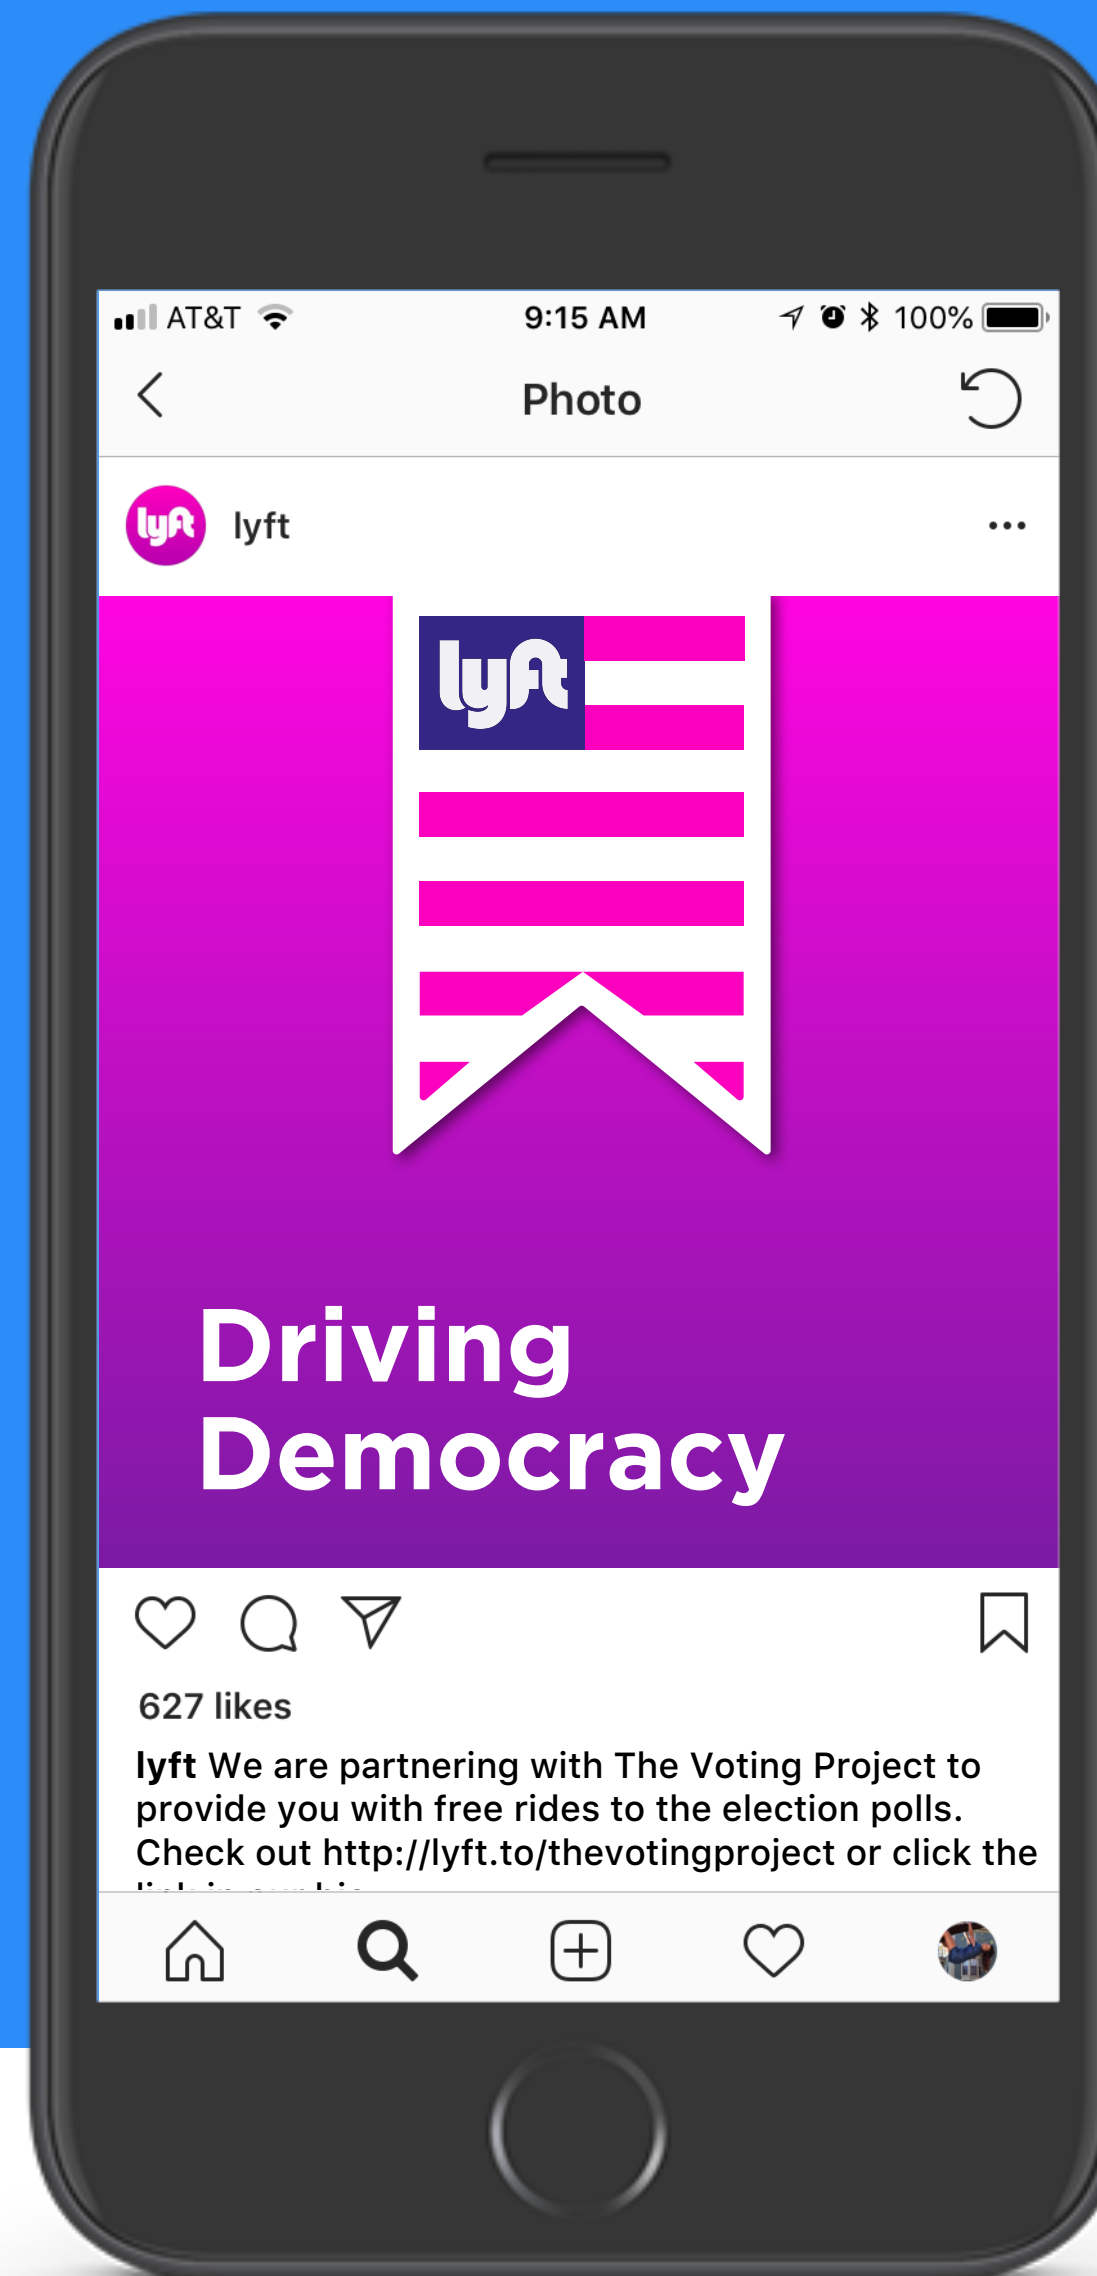 AT&T 9:15 AM 100%
Photo
lyft lyft
lyft
Driving
Democracy
627 likes
lyft We are partnering with The Voting Project to
provide you with free rides to the election polls.
Check out http://lyft.to/thevotingproject or click the